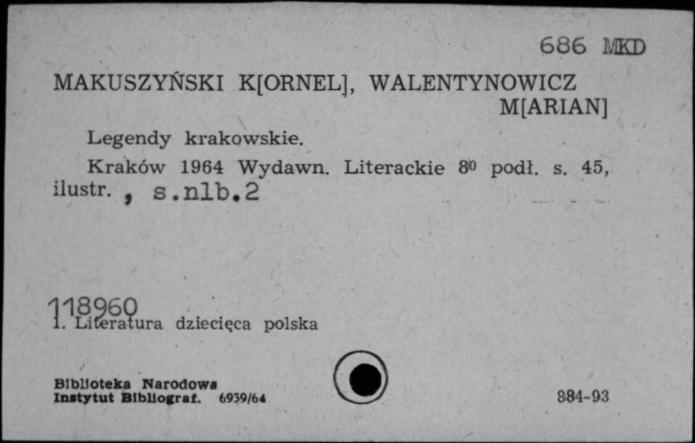 686 MKD
MAKUSZYŃSKI K[ORNEL], WALENTYNOWICZ
M[ARIAN]
Legendy krakowskie.
Kraków 1964 Wydawn. Literackie 8⁰ podł. s. 45,
ilustr. , s.nlb.2
118960
1. Literatura dziecięca polska
Biblioteka Narodowa
Instytut Bibliograf. 6939/64
884-93